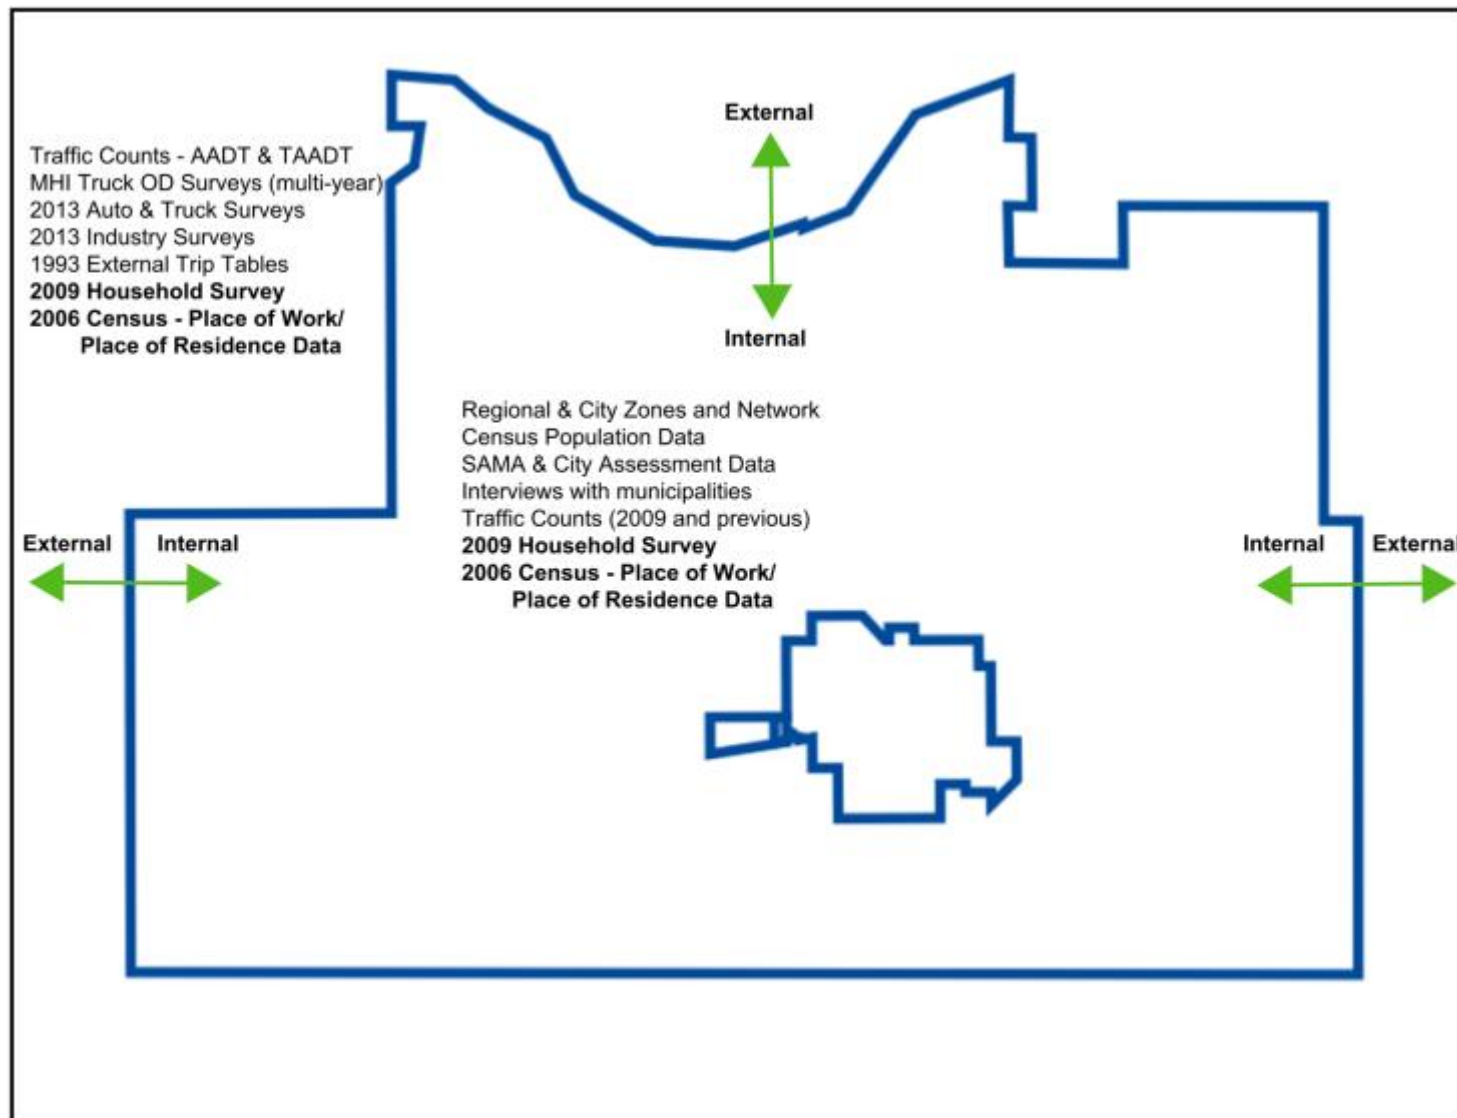 External
Traffic Counts - AADT & TAADT
MHI Truck OD Surveys (multi-year)
2013 Auto & Truck Surveys
2013 Industry Surveys
1993 External Trip Tables
2009 Household Survey
2006 Census - Place of Work/
Place of Residence Data
Internal
Regional & City Zones and Network
Census Population Data
SAMA & City Assessment Data
Interviews with municipalities
Traffic Counts (2009 and previous)
2009 Household Survey
2006 Census - Place of Work/
Place of Residence Data
External Internal
Internal External